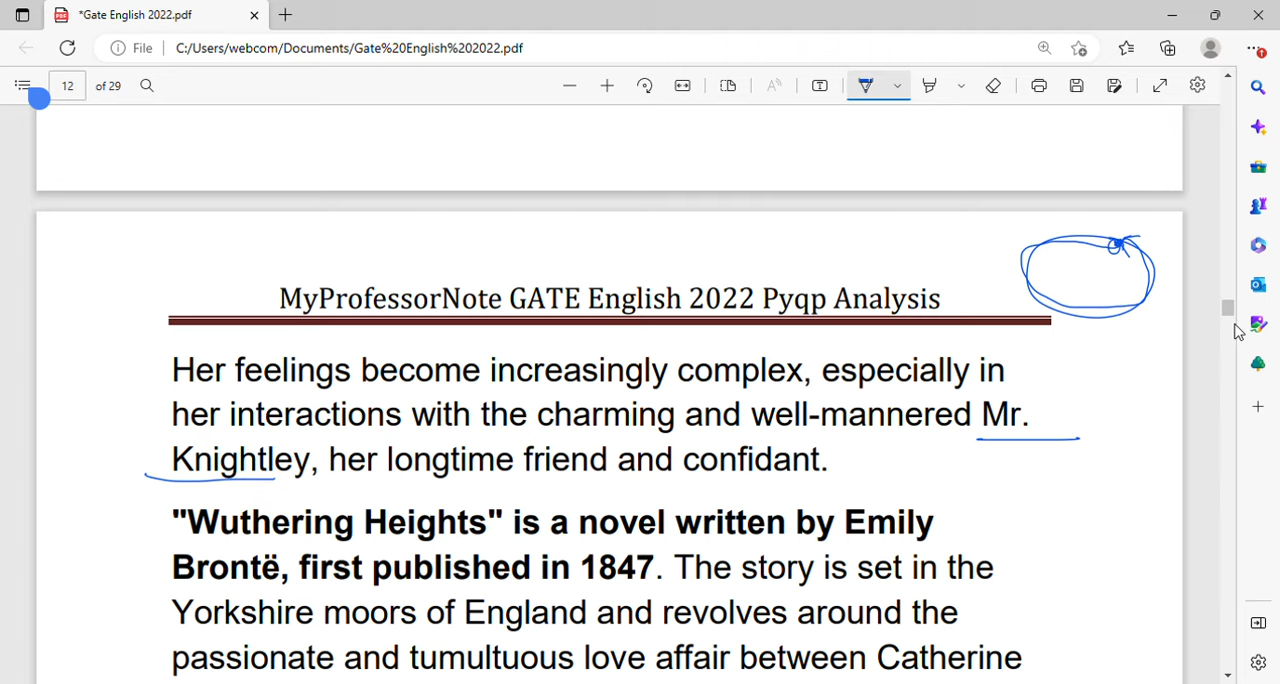 *Gate English 2022.pdf
File
C:/Users/webcom/Documents/Gate%20English%202022.pdf
12 of 29
MyProfessorNote GATE English 2022 Pyqp Analysis
Her feelings become increasingly complex, especially in
her interactions with the charming and well-mannered Mr.
Knightley, her longtime friend and confidant.
"Wuthering Heights" is a novel written by Emily
Brontë, first published in 1847. The story is set in the
Yorkshire moors of England and revolves around the
passionate and tumultuous love affair between Catherine